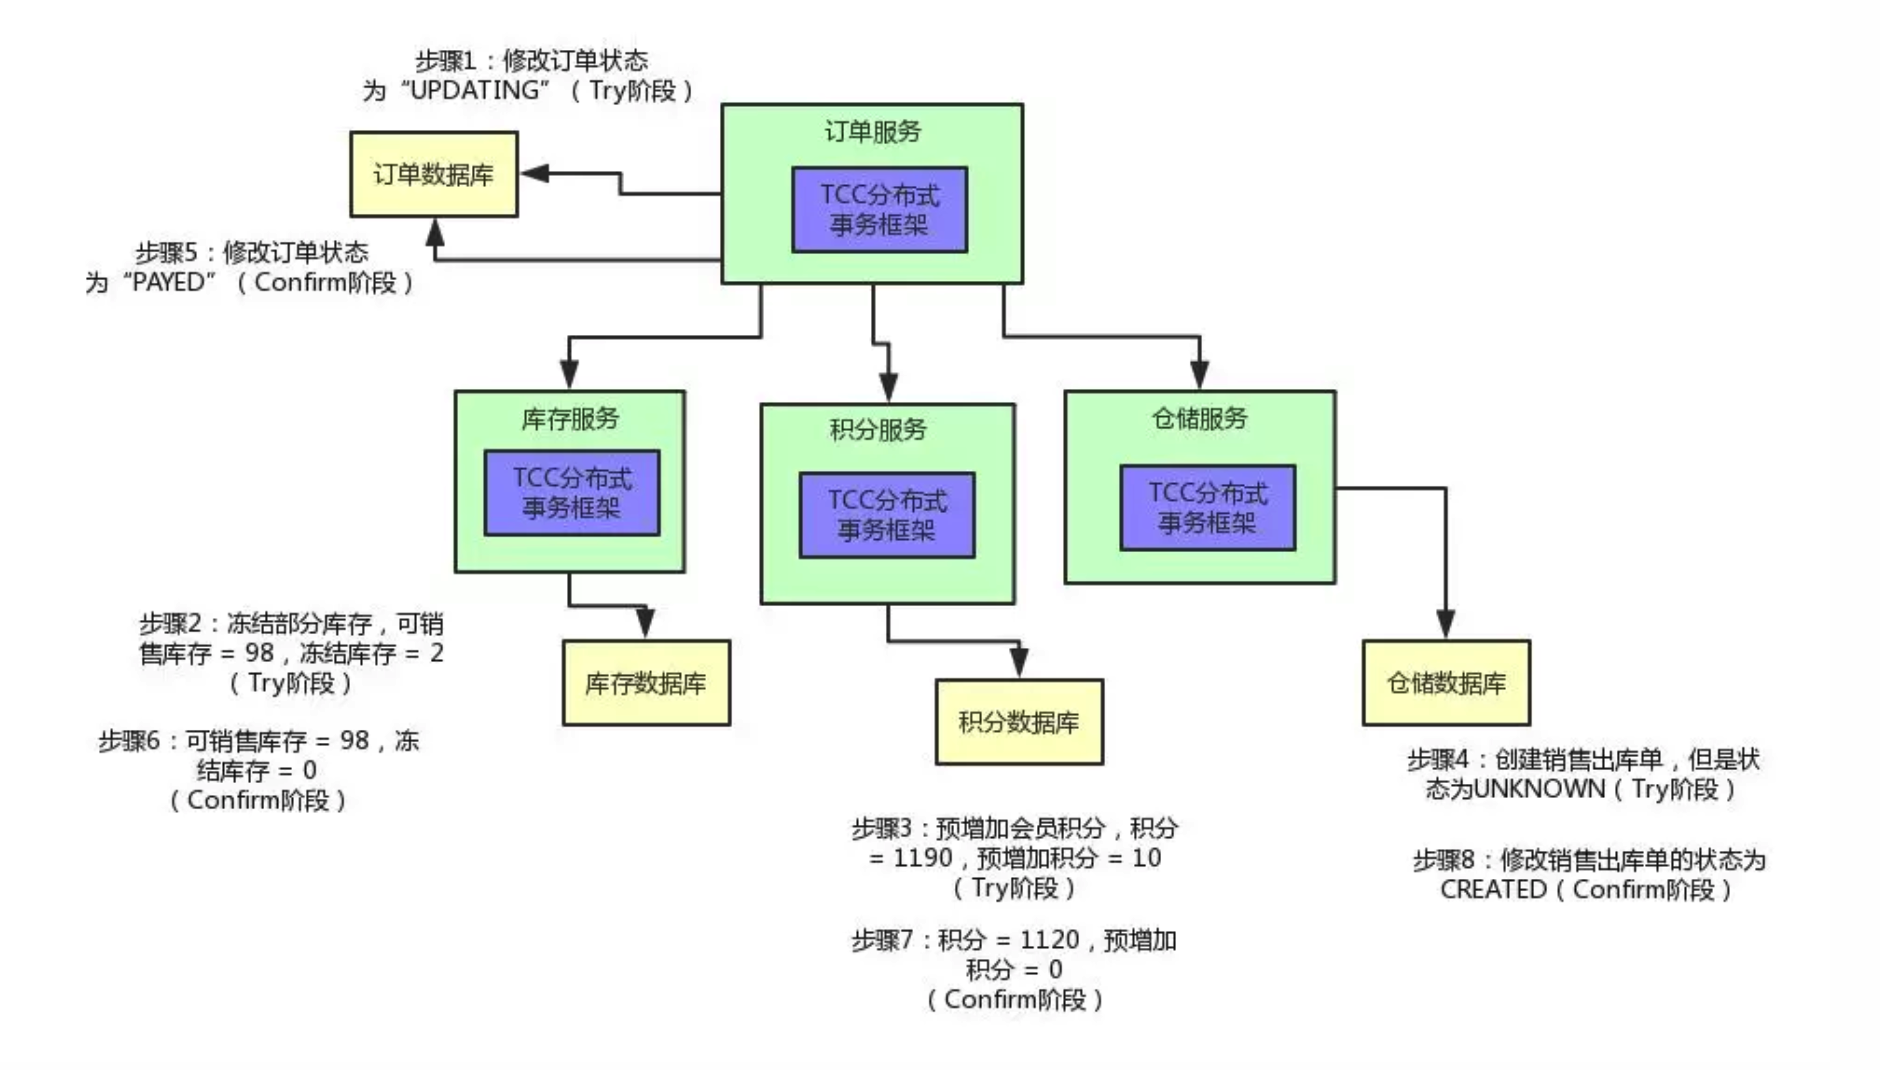 步骤1：修改订单状态
为“UPDATING”（Try阶段）
订单服务
TCC分布式
事务框架
订单数据库
步骤5：修改订单状态
为“PAYED”（Confirm阶段）
库存服务
TCC分布式
事务框架
积分服务
TCC分布式
事务框架
仓储服务
TCC分布式
事务框架
步骤2：冻结部分库存，可销
售库存 = 98，冻结库存 = 2
（Try阶段）
库存数据库
步骤6：可销售库存 = 98，冻
结库存 = 0
（Confirm阶段）
积分数据库
仓储数据库
步骤3：预增加会员积分，积分
= 1190，预增加积分 = 10
（Try阶段）
步骤7：积分 = 1120，预增加
积分 = 0
（Confirm阶段）
步骤4：创建销售出库单，但是状
态为UNKNOWN（Try阶段）
步骤8：修改销售出库单的状态为
CREATED（Confirm阶段）